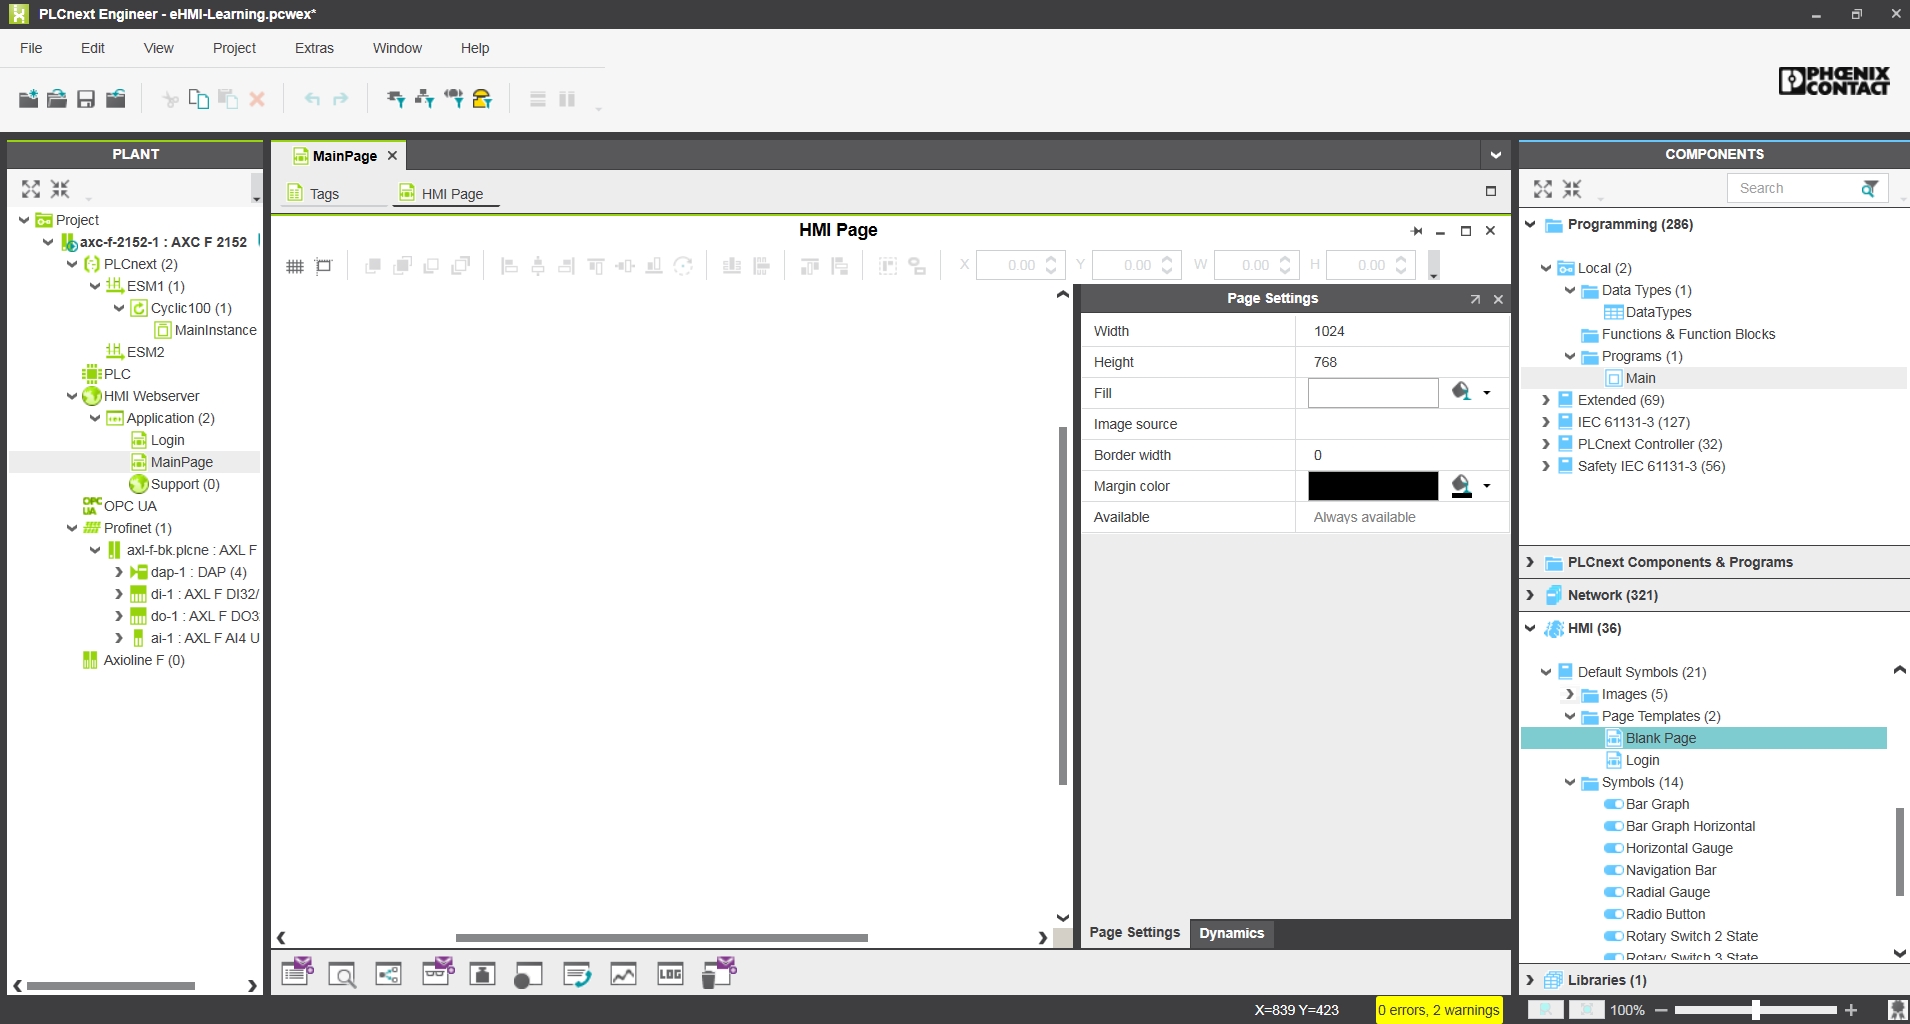 PLCnext Engineer - eHMI-Learning.pcwex*
File Edit View Project Extras Window Help
PHŒNIX
CONTACT
PLANT
Project
axc-f-2152-1 : AXC F 2152
PLCnext (2)
ESM1 (1)
Cyclic100 (1)
MainInstance
ESM2
PLC
HMI Webserver
Application (2)
Login
MainPage
Support (0)
OPC UA
OPC UA
Profinet (1)
axl-f-bk.plcne : AXL F
dap-1 : DAP (4)
di-1 : AXL F DI32/
do-1 : AXL F DO3
ai-1 : AXL F AI4 U
Axioline F (0)
MainPage
Tags HMI Page
HMI Page
X 0.00 Y 0.00 W 0.00 H 0.00
Page Settings
Width 1024
Height 768
Fill
Image source
Border width 0
Margin color
Available Always available
Page Settings Dynamics
LOG
COMPONENTS
Search
Programming (286)
Local (2)
Data Types (1)
DataTypes
Functions & Function Blocks
Programs (1)
Main
Extended (69)
IEC 61131-3 (127)
PLCnext Controller (32)
Safety IEC 61131-3 (56)
PLCnext Components & Programs
Network (321)
HMI (36)
Default Symbols (21)
Images (5)
Page Templates (2)
Blank Page
Login
Symbols (14)
Bar Graph
Bar Graph Horizontal
Horizontal Gauge
Navigation Bar
Radial Gauge
Radio Button
Rotary Switch 2 State
Rotary Switch 3 State
Libraries (1)
X=839 Y=423 0 errors, 2 warnings 100%